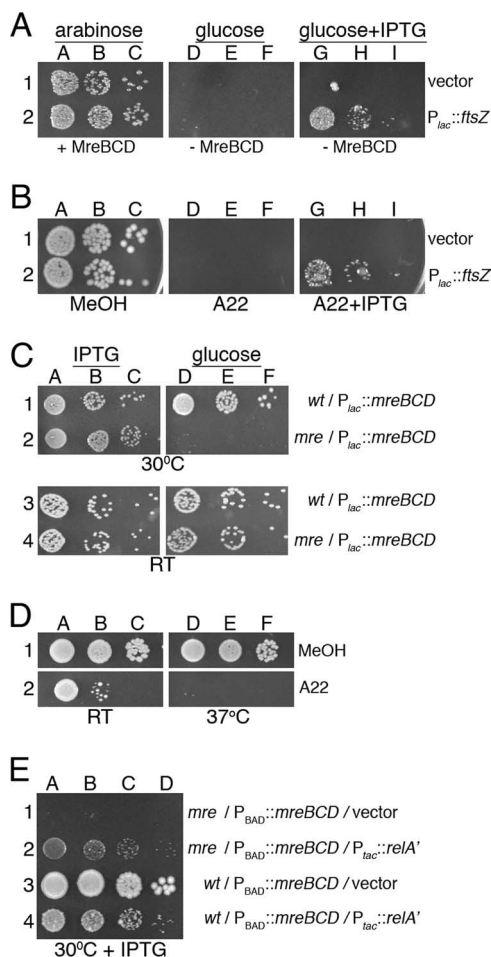 A
arabinose glucose glucose+IPTG
A B C D E F G H I
1 vector
2 Plac::ftsZ
+ MreBCD - MreBCD - MreBCD
B
A B C D E F G H I
1 vector
2 Plac::ftsZ
MeOH A22 A22+IPTG
C
IPTG glucose
A B C D E F
1 wt / Plac::mreBCD
2 mre / Plac::mreBCD
30⁰C
3 wt / Plac::mreBCD
4 mre / Plac::mreBCD
RT
D
A B C D E F
1 MeOH
2 A22
RT 37ºC
E
A B C D
1 mre / PBAD::mreBCD / vector
2 mre / PBAD::mreBCD / Ptac::relA'
3 wt / PBAD::mreBCD / vector
4 wt / PBAD::mreBCD / Ptac::relA'
30⁰C + IPTG